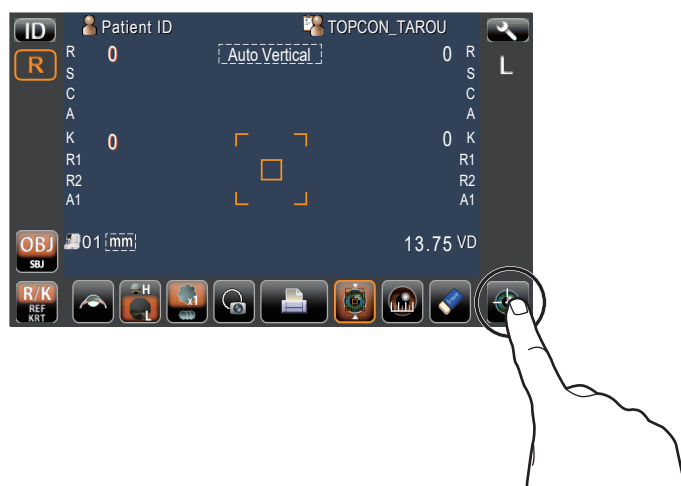 ID Patient ID TOPCON_TAROU
R R 0 Auto Vertical 0 R L
S S
C C
A A
K 0 0 K
R1 R1
R2 R2
A1 A1
OBJ 01 mm 13.75 VD
SBJ
R/K H
x1
L
REF
KRT